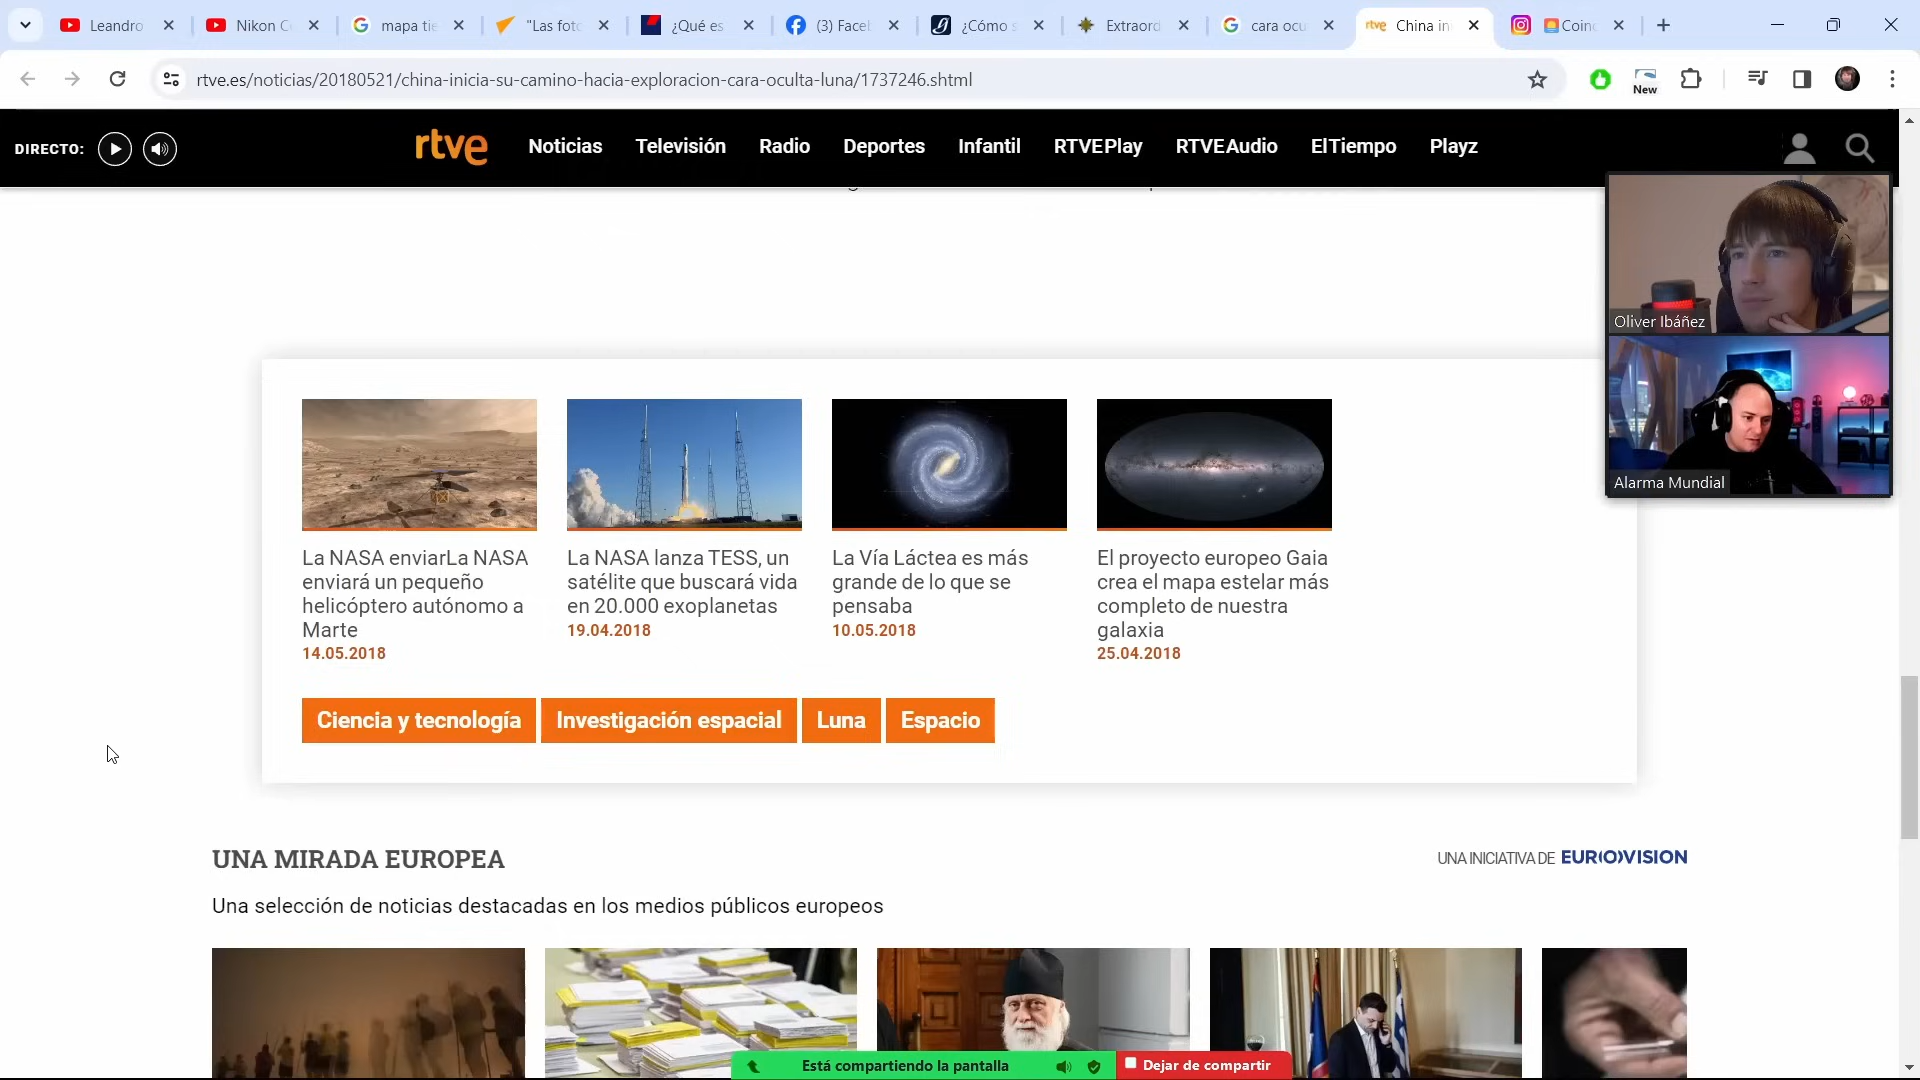 Leandro
Nikon C
mapa tie
"Las foto
¿Qué es
(3) Faceb
¿Cómo s
Extraord
cara ocu
China in
Coinc
rtve.es/noticias/20180521/china-inicia-su-camino-hacia-exploracion-cara-oculta-luna/1737246.shtml
New
DIRECTO:
rtve
Noticias
Televisión
Radio
Deportes
Infantil
RTVEPlay
RTVEAudio
ElTiempo
Playz
Oliver Ibáñez
Alarma Mundial
La NASA enviarLa NASA
enviará un pequeño
helicóptero autónomo a
Marte
14.05.2018
La NASA lanza TESS, un
satélite que buscará vida
en 20.000 exoplanetas
19.04.2018
La Vía Láctea es más
grande de lo que se
pensaba
10.05.2018
El proyecto europeo Gaia
crea el mapa estelar más
completo de nuestra
galaxia
25.04.2018
Ciencia y tecnología
Investigación espacial
Luna
Espacio
UNA MIRADA EUROPEA
UNA INICIATIVA DE EUROVISION
Una selección de noticias destacadas en los medios públicos europeos
Está compartiendo la pantalla
Dejar de compartir